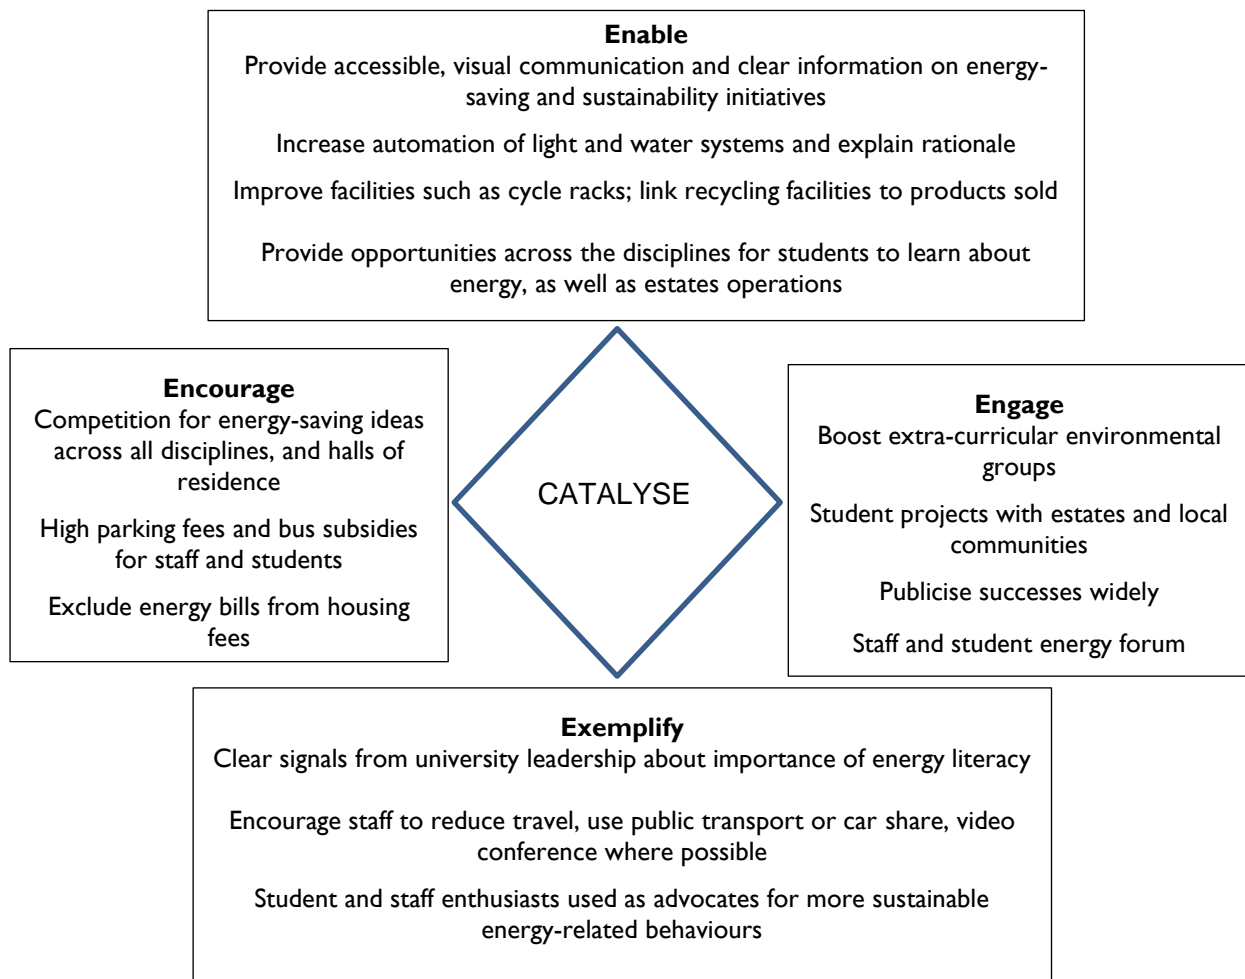 Enable
Provide accessible, visual communication and clear information on energy-
saving and sustainability initiatives
Increase automation of light and water systems and explain rationale
Improve facilities such as cycle racks; link recycling facilities to products sold
Provide opportunities across the disciplines for students to learn about
energy, as well as estates operations
Encourage
Competition for energy-saving ideas
across all disciplines, and halls of
residence
High parking fees and bus subsidies
for staff and students
Exclude energy bills from housing
fees
CATALYSE
Engage
Boost extra-curricular environmental
groups
Student projects with estates and local
communities
Publicise successes widely
Staff and student energy forum
Exemplify
Clear signals from university leadership about importance of energy literacy
Encourage staff to reduce travel, use public transport or car share, video
conference where possible
Student and staff enthusiasts used as advocates for more sustainable
energy-related behaviours